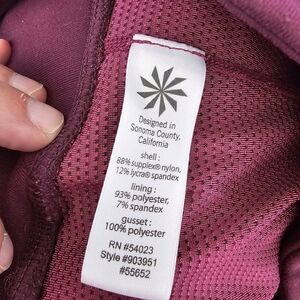 Designed in
Sonoma County,
California
shell :
88% supplex® nylon,
12% lycra® spandex
lining :
93% polyester,
7% spandex
gusset :
100% polyester
RN #54023
Style #903951
#55652